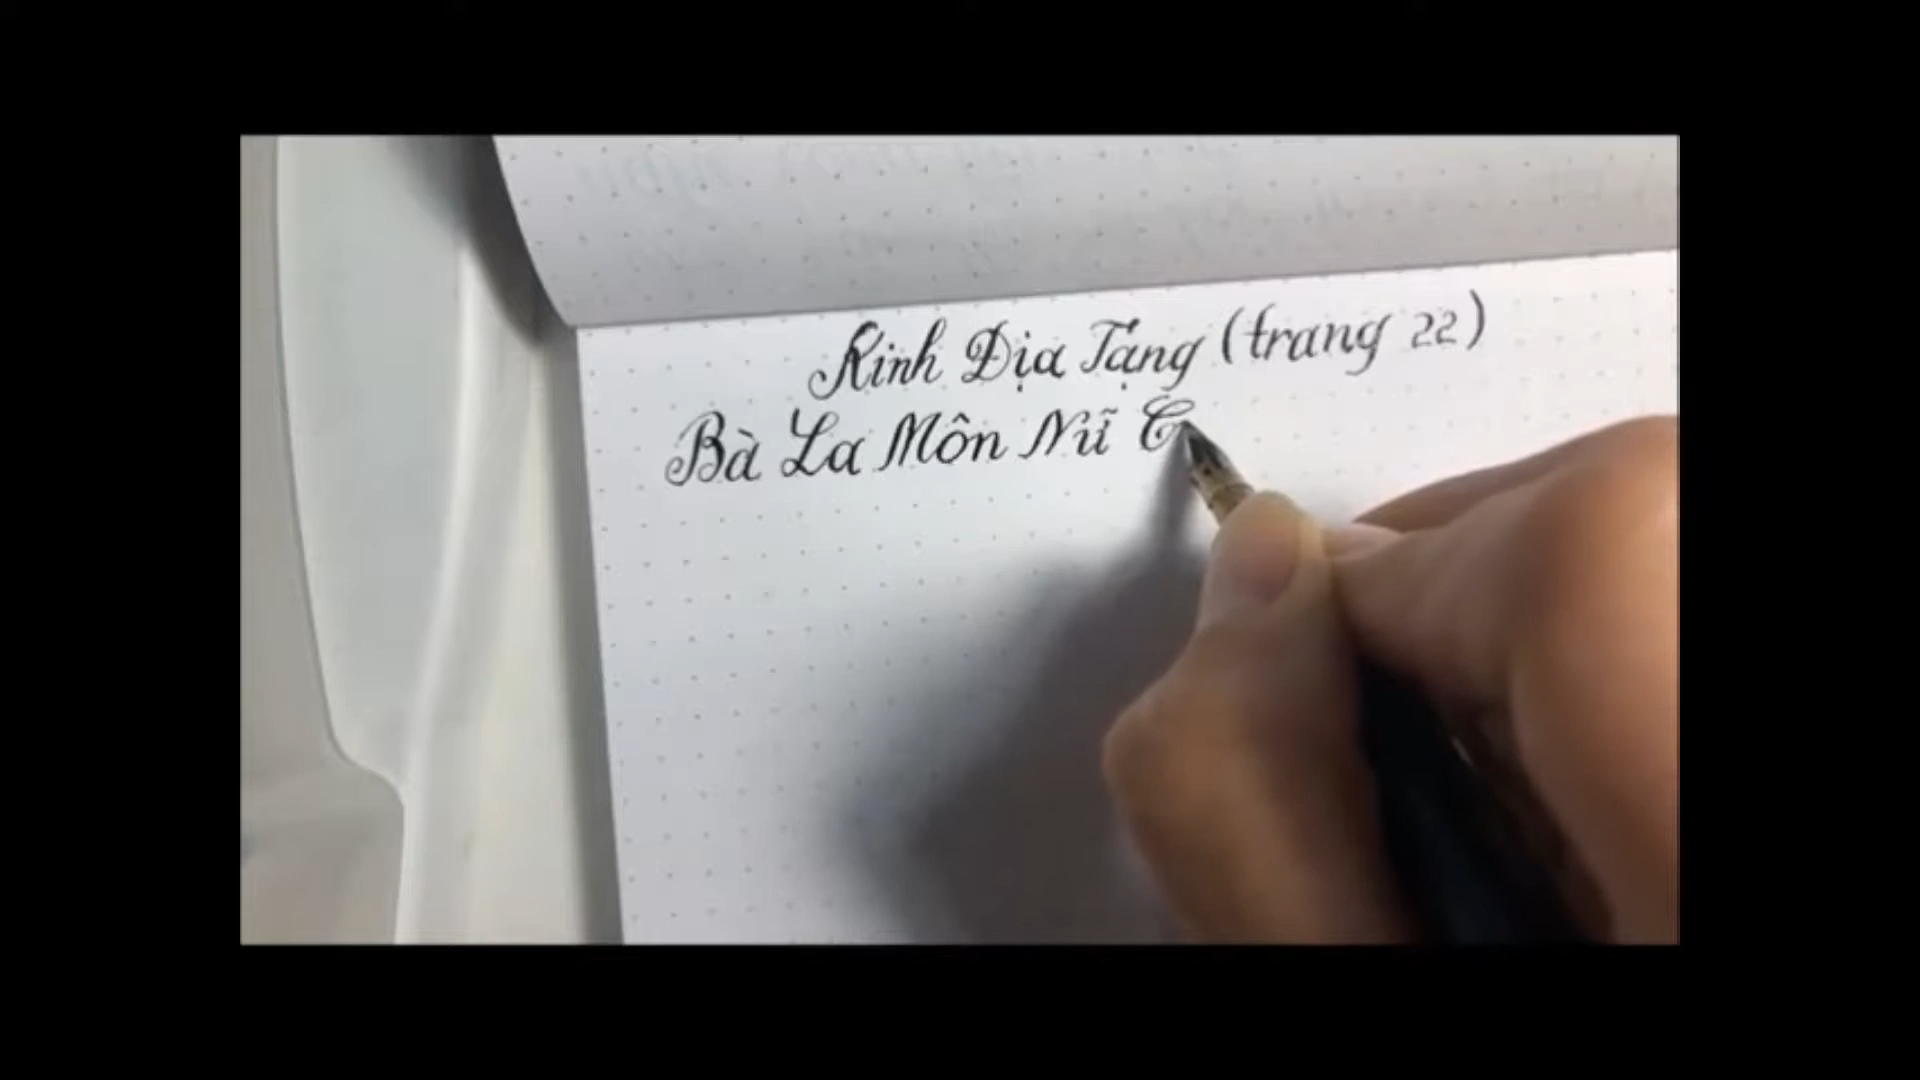 Kinh Địa Tạng (trang 22)
Bà La Môn Nữ C